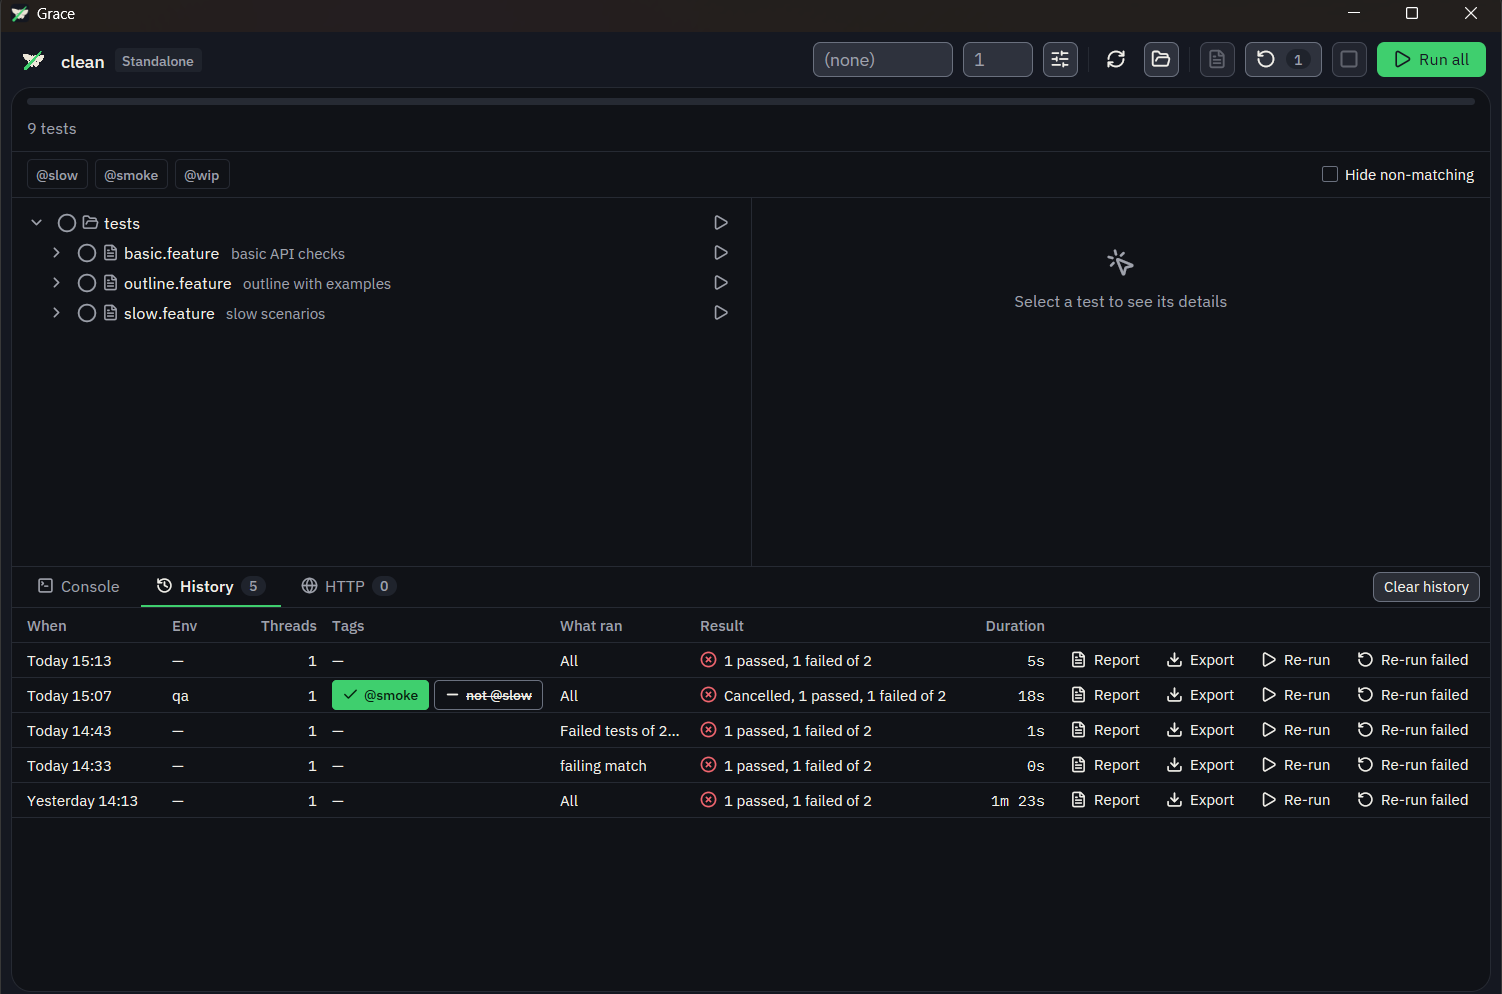 Grace
clean Standalone (none) 1 1 Run all
9 tests
@slow @smoke @wip Hide non-matching
tests
basic.feature basic API checks
outline.feature outline with examples
slow.feature slow scenarios
Select a test to see its details
Console History 5 HTTP 0 Clear history
When Env Threads Tags What ran Result Duration
Today 15:13 — 1 — All 1 passed, 1 failed of 2 5s Report Export Re-run Re-run failed
Today 15:07 qa 1 @smoke not @slow All Cancelled, 1 passed, 1 failed of 2 18s Report Export Re-run Re-run failed
Today 14:43 — 1 — Failed tests of 2... 1 passed, 1 failed of 2 1s Report Export Re-run Re-run failed
Today 14:33 — 1 — failing match 1 passed, 1 failed of 2 0s Report Export Re-run Re-run failed
Yesterday 14:13 — 1 — All 1 passed, 1 failed of 2 1m 23s Report Export Re-run Re-run failed